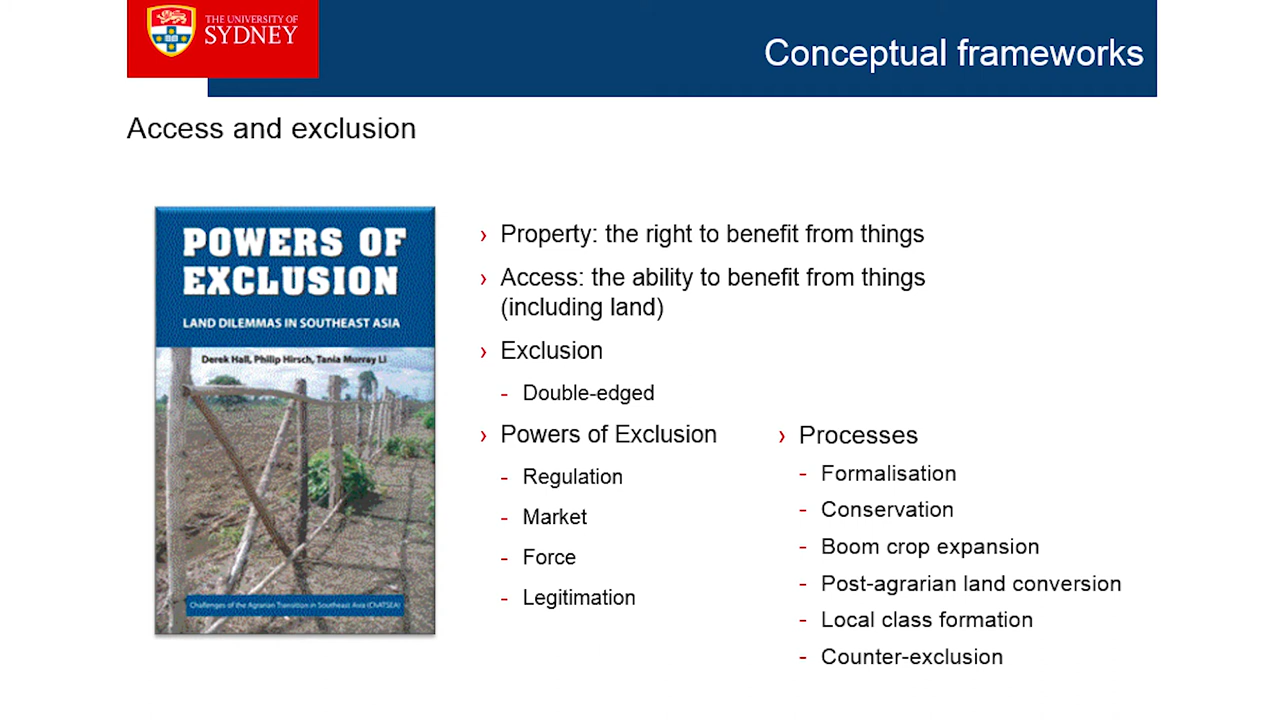 THE UNIVERSITY OF
SYDNEY
Conceptual frameworks
Access and exclusion
POWERS OF
EXCLUSION
LAND DILEMMAS IN SOUTHEAST ASIA
Derek Hall, Philip Hirsch, Tania Murray Li
Challenges of the Agrarian Transition in Southeast Asia (ChATSEA)
› Property: the right to benefit from things
› Access: the ability to benefit from things
(including land)
› Exclusion
- Double-edged
› Powers of Exclusion
- Regulation
- Market
- Force
- Legitimation
› Processes
- Formalisation
- Conservation
- Boom crop expansion
- Post-agrarian land conversion
- Local class formation
- Counter-exclusion